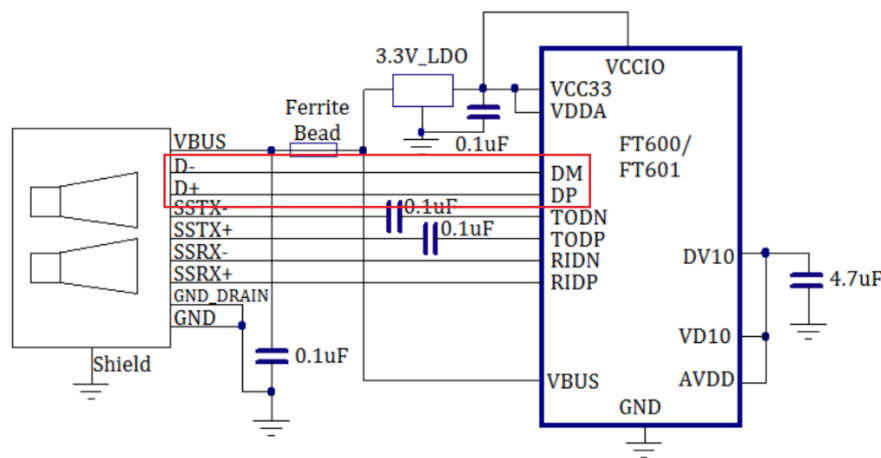 3.3V_LDO
VCCIO
VCC33
VDDA
Ferrite
Bead
0.1uF
FT600/
FT601
VBUS
D-
DM
D+
DP
SSTX-
0.1uF
TODN
SSTX+
0.1uF
TODP
SSRX-
RIDN
SSRX+
RIDP
DV10
GND_DRAIN
4.7uF
GND
VD10
0.1uF
Shield
VBUS
AVDD
GND